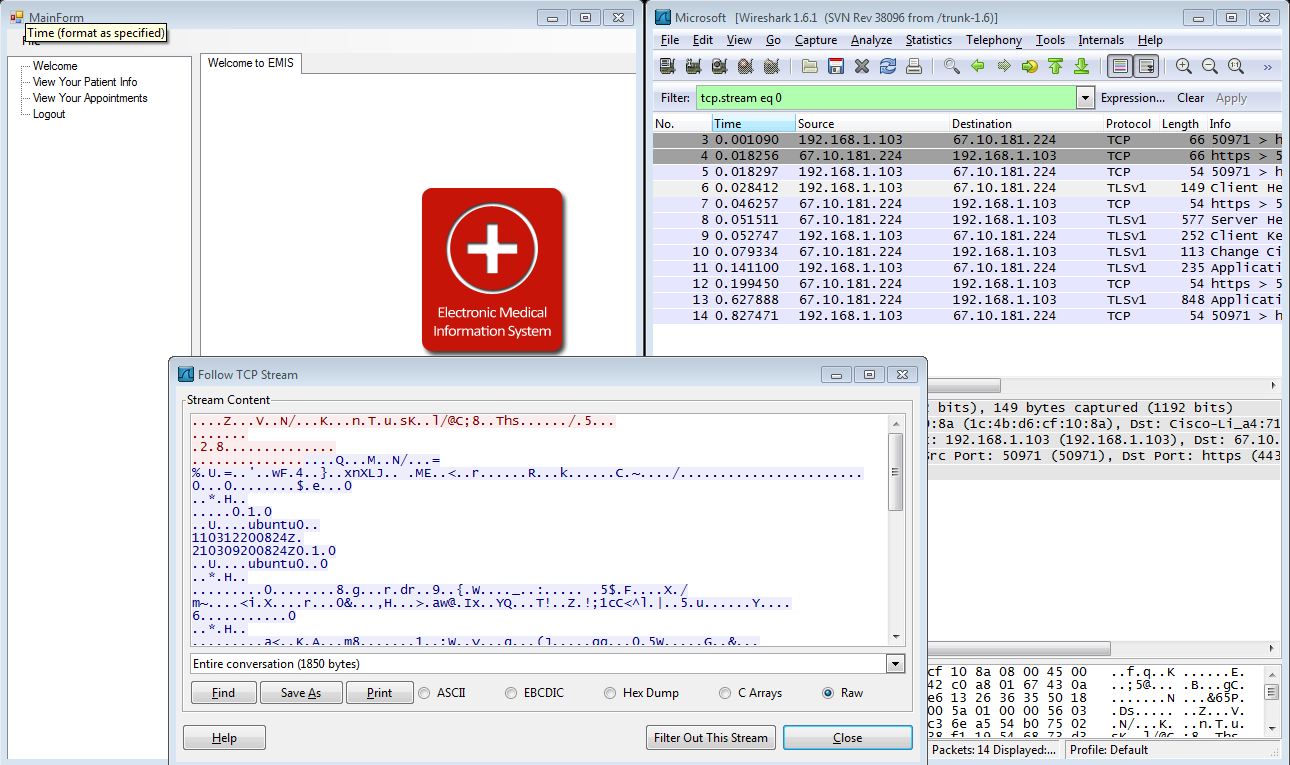 MainForm
Time (format as specified)
Welcome
View Your Patient Info
View Your Appointments
Logout
Welcome to EMIS
Electronic Medical
Information System
Microsoft [Wireshark 1.6.1 (SVN Rev 38096 from /trunk-1.6)]
File Edit View Go Capture Analyze Statistics Telephony Tools Internals Help
Filter: tcp.stream eq 0 Expression... Clear Apply
No. Time Source Destination Protocol Length Info
3 0.001090 192.168.1.103 67.10.181.224 TCP 66 50971 > h
4 0.018256 67.10.181.224 192.168.1.103 TCP 66 https > 5
5 0.018297 192.168.1.103 67.10.181.224 TCP 54 50971 > h
6 0.028412 192.168.1.103 67.10.181.224 TLSv1 149 Client He
7 0.046257 67.10.181.224 192.168.1.103 TCP 54 https > 5
8 0.051511 67.10.181.224 192.168.1.103 TLSv1 577 Server He
9 0.052747 192.168.1.103 67.10.181.224 TLSv1 252 Client Ke
10 0.079334 67.10.181.224 192.168.1.103 TLSv1 113 Change Ci
11 0.141100 192.168.1.103 67.10.181.224 TLSv1 235 Applicati
12 0.199450 67.10.181.224 192.168.1.103 TCP 54 https > 5
13 0.627888 67.10.181.224 192.168.1.103 TLSv1 848 Applicati
14 0.827471 192.168.1.103 67.10.181.224 TCP 54 50971 > h
bits), 149 bytes captured (1192 bits)
:0:8a (1c:4b:d6:cf:10:8a), Dst: Cisco-Li_a4:71
: 192.168.1.103 (192.168.1.103), Dst: 67.10.
rc Port: 50971 (50971), Dst Port: https (443
Follow TCP Stream
Stream Content
....Z...V..N/...K...n.T.u.sK..l/@C;8..Ths....../.5...
.......
.2.8..............
..................Q...M..N/...=
%.U.=..'..wF.4..}..xnXLJ.. .ME..<..r......R...k......C.~..../.......................
0...0........$.e...0
..*.H..
.....0.1.0
..U....ubuntu0..
110312200824Z.
210309200824Z0.1.0
..U....ubuntu0..0
..*.H..
.........0........8.g...r.dr..9..{.W...._..:..... .5$.F....X./
m~....<i.X....r...0&...,H...>.aw@.Ix..YQ...T!..Z.!;1cC<^l.|..5.u......Y....
6...........0
..*.H..
Entire conversation (1850 bytes)
Find Save As Print ASCII EBCDIC Hex Dump C Arrays Raw
Help Filter Out This Stream Close
cf 10 8a 08 00 45 00 ..f.q..K ......E.
42 c0 a8 01 67 43 0a ..;5@... .B...gC.
e6 13 26 36 35 50 18 .......N ...&65P.
00 5a 01 00 00 56 03 .Ds..... ..Z...V.
c3 6e a5 54 b0 75 02 .N/...K. ..n.T.u.
Packets: 14 Displayed:... Profile: Default